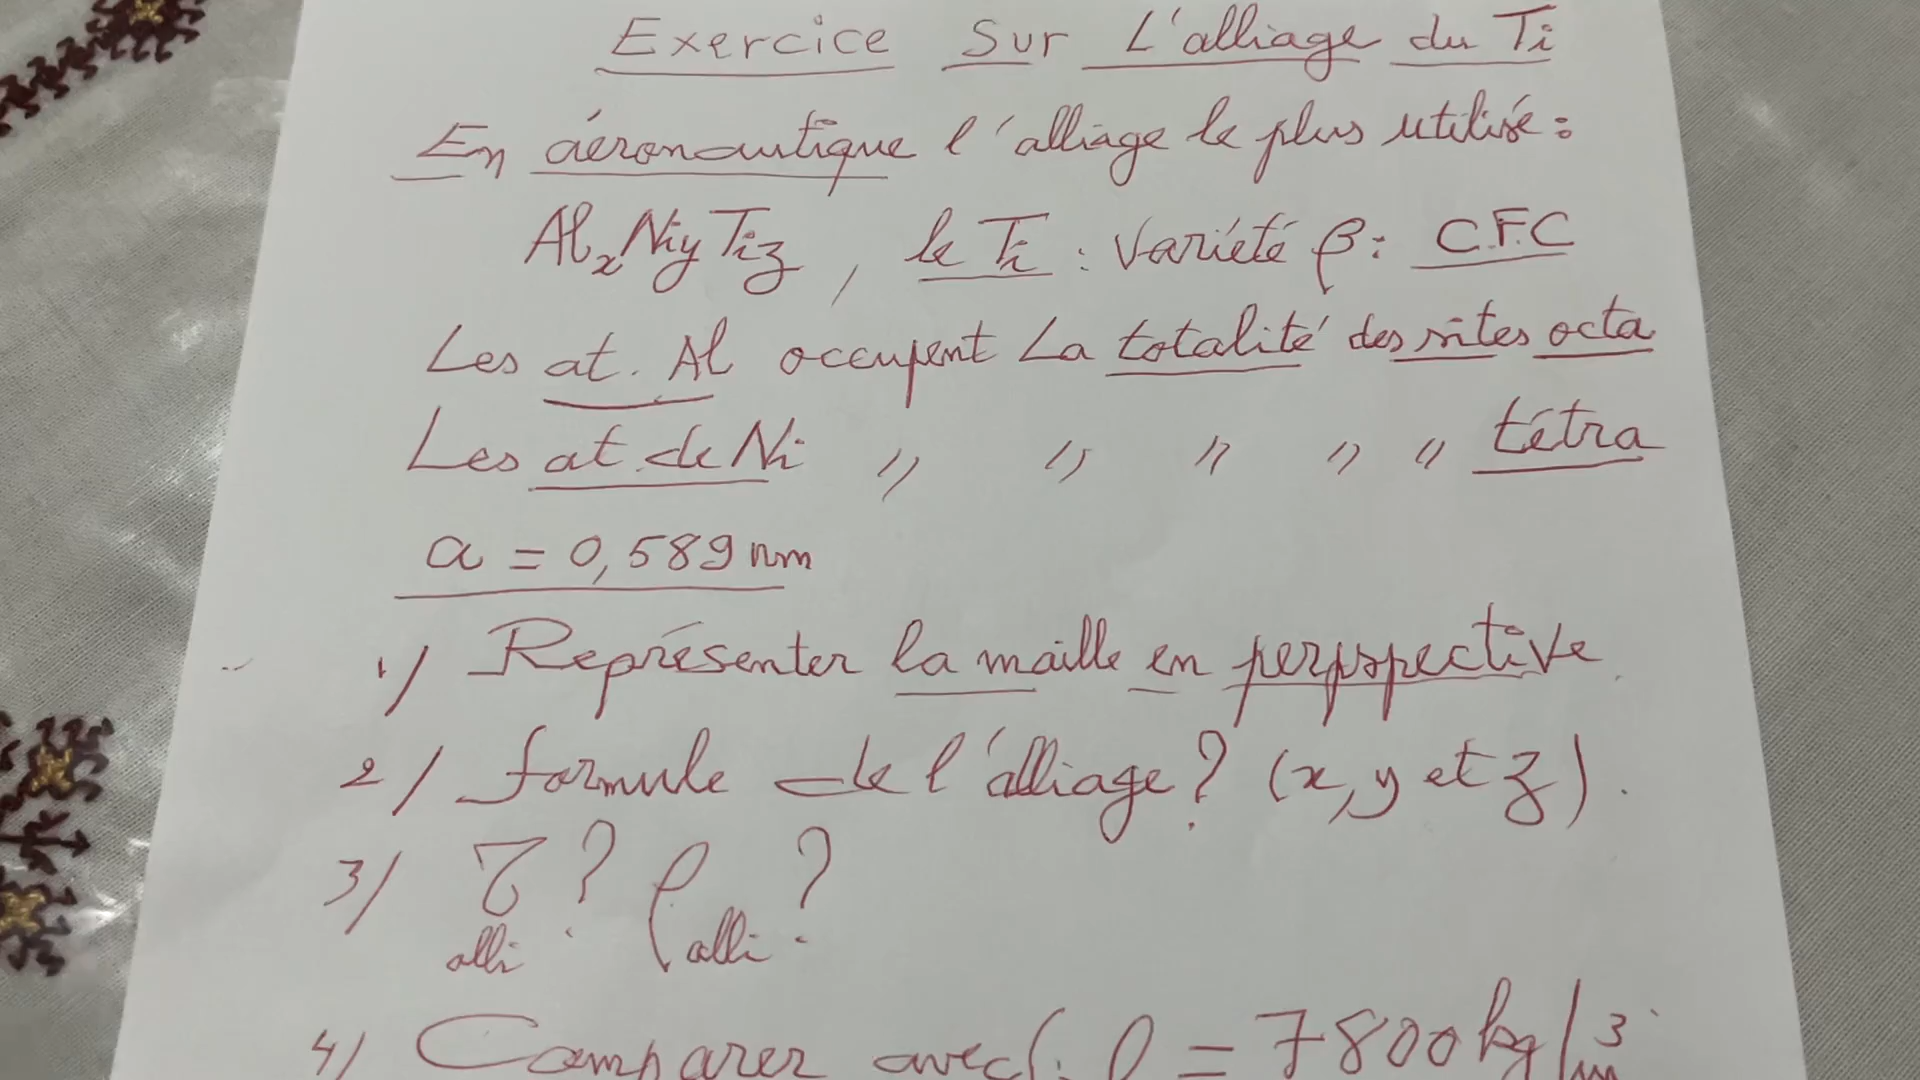 Exercice Sur L'alliage du Ti
En áéronautique l'alliage le plus utilisé :
AlxNiyTiz, le Ti : Variété β : C.F.C
Les at. Al occupent La totalité des sites octa
Les at. de Ni " " " " " tétra
a = 0,589 nm
1/ Représenter la maille en perpspective.
2/ formule de l'alliage ? (x, y et z).
3/ τ alli ? ρ alli ?
4/ Comparer avec : ρ = 7800 kg/m³